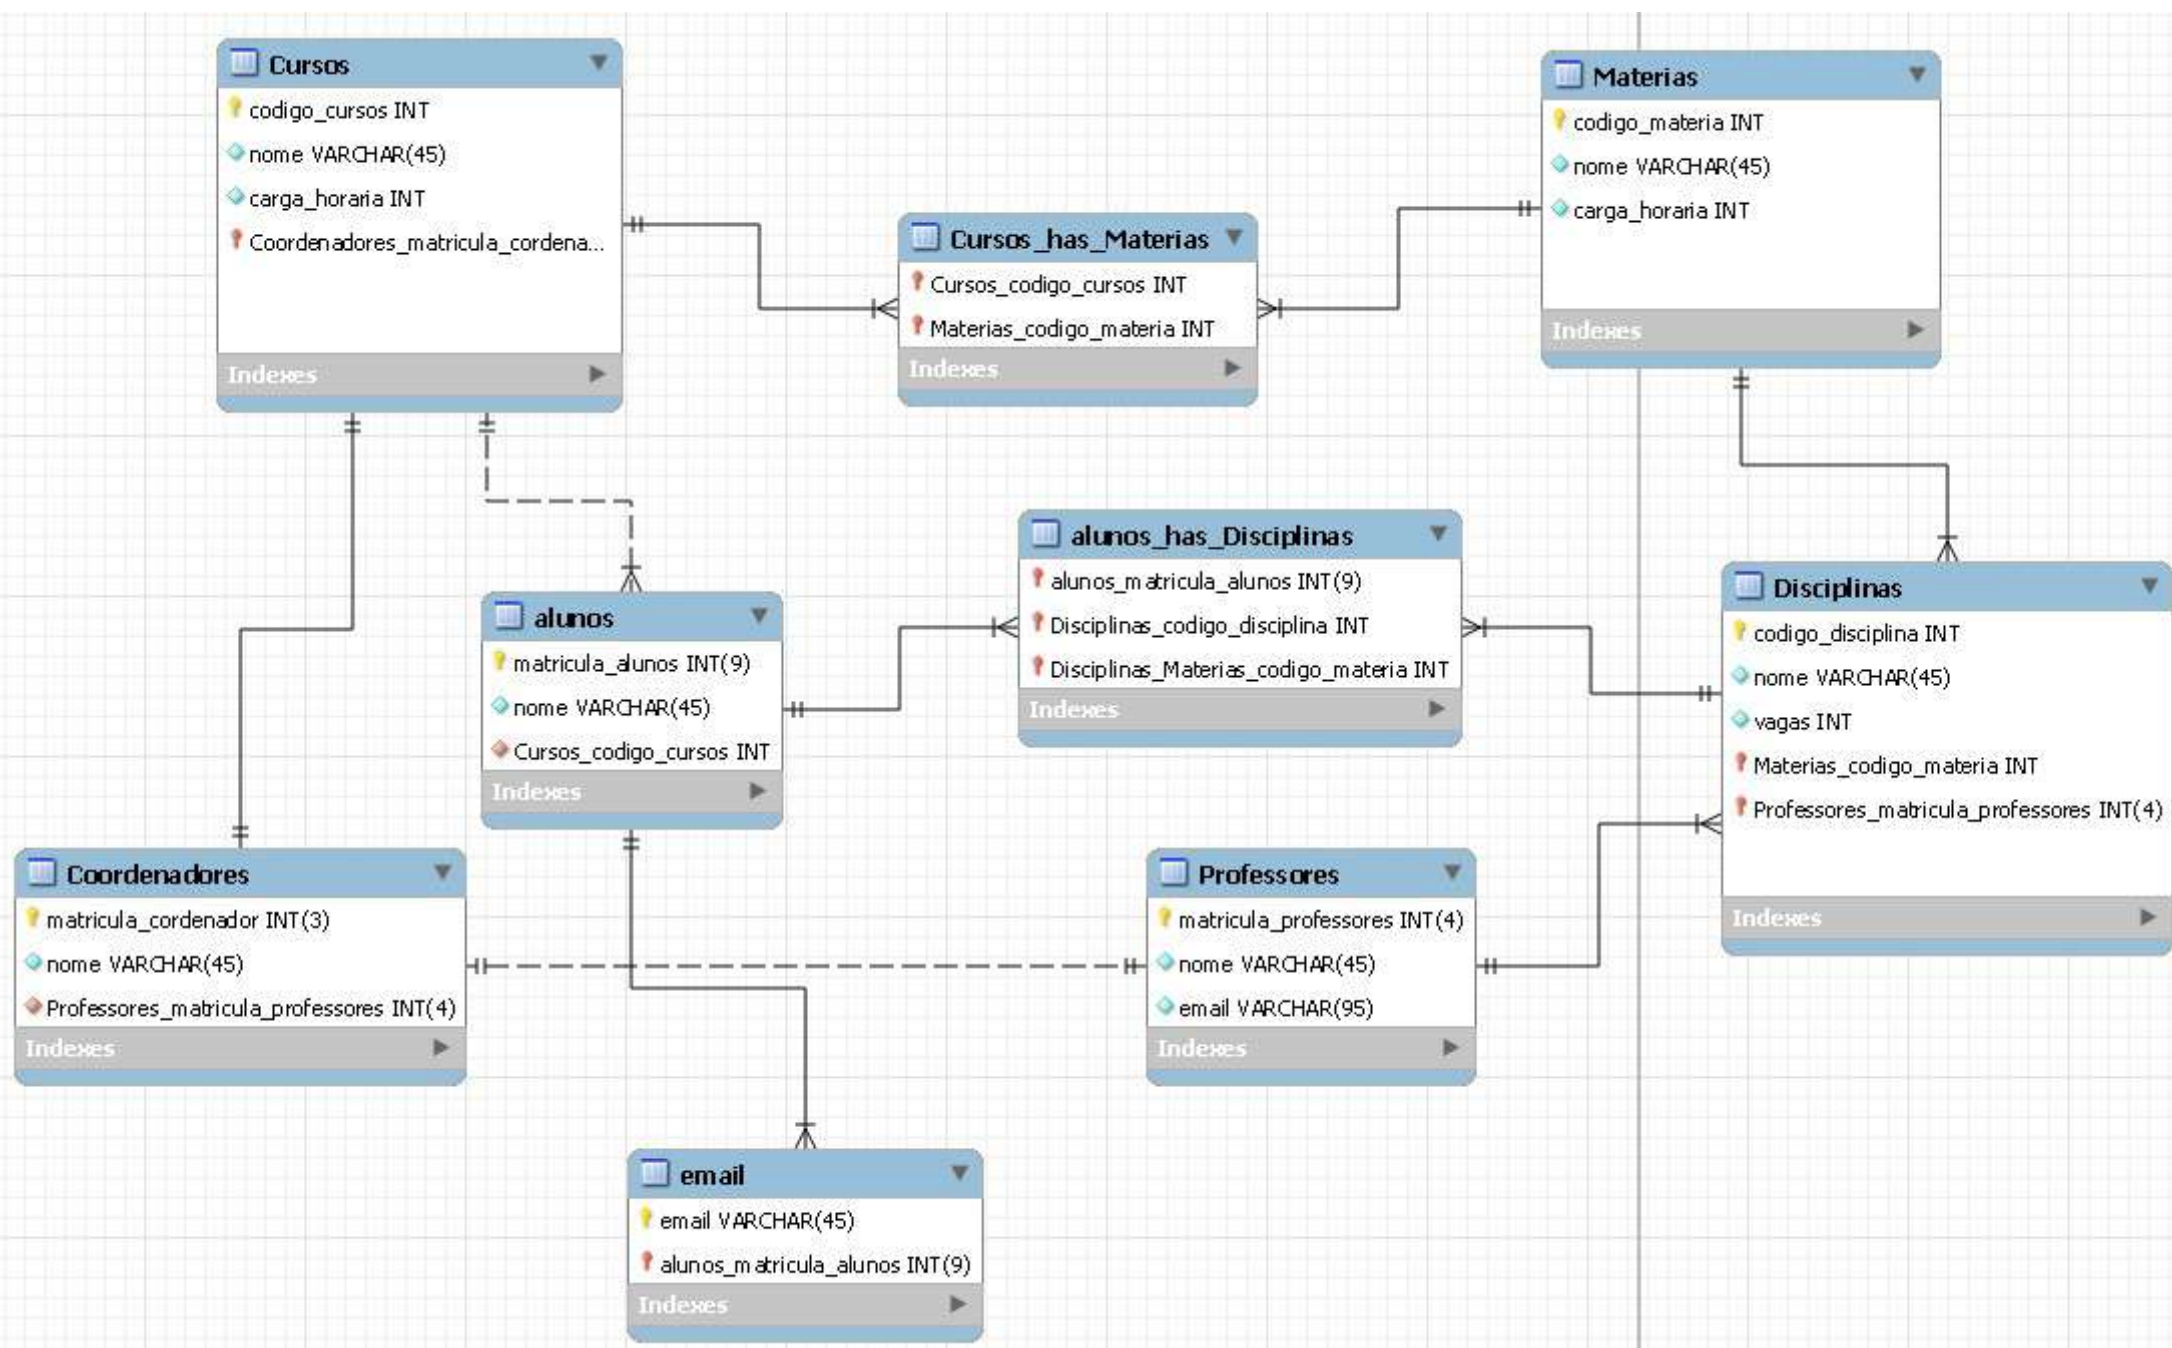 Cursos
codigo_cursos INT
nome VARCHAR(45)
carga_horaria INT
Coordenadores_matricula_cordena...
Indexes
Materias
codigo_materia INT
nome VARCHAR(45)
carga_horaria INT
Indexes
Cursos_has_Materias
Cursos_codigo_cursos INT
Materias_codigo_materia INT
Indexes
alunos_has_Disciplinas
alunos_matricula_alunos INT(9)
Disciplinas_codigo_disciplina INT
Disciplinas_Materias_codigo_materia INT
Indexes
Disciplinas
codigo_disciplina INT
nome VARCHAR(45)
vagas INT
Materias_codigo_materia INT
Professores_matricula_professores INT(4)
Indexes
alunos
matricula_alunos INT(9)
nome VARCHAR(45)
Cursos_codigo_cursos INT
Indexes
Coordenadores
matricula_cordenador INT(3)
nome VARCHAR(45)
Professores_matricula_professores INT(4)
Indexes
Professores
matricula_professores INT(4)
nome VARCHAR(45)
email VARCHAR(95)
Indexes
email
email VARCHAR(45)
alunos_matricula_alunos INT(9)
Indexes